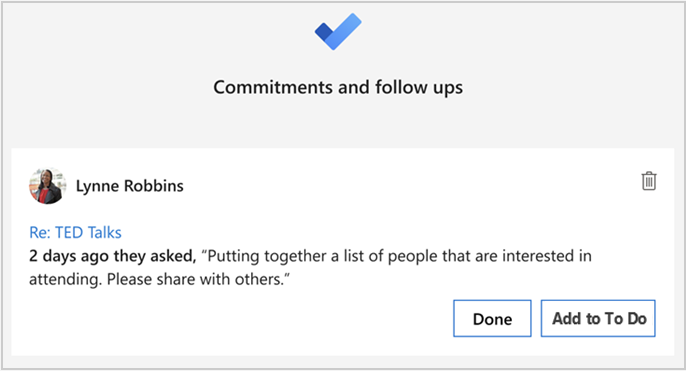 Commitments and follow ups
Lynne Robbins
Re: TED Talks
2 days ago they asked, “Putting together a list of people that are interested in
attending. Please share with others.”
Done
Add to To Do